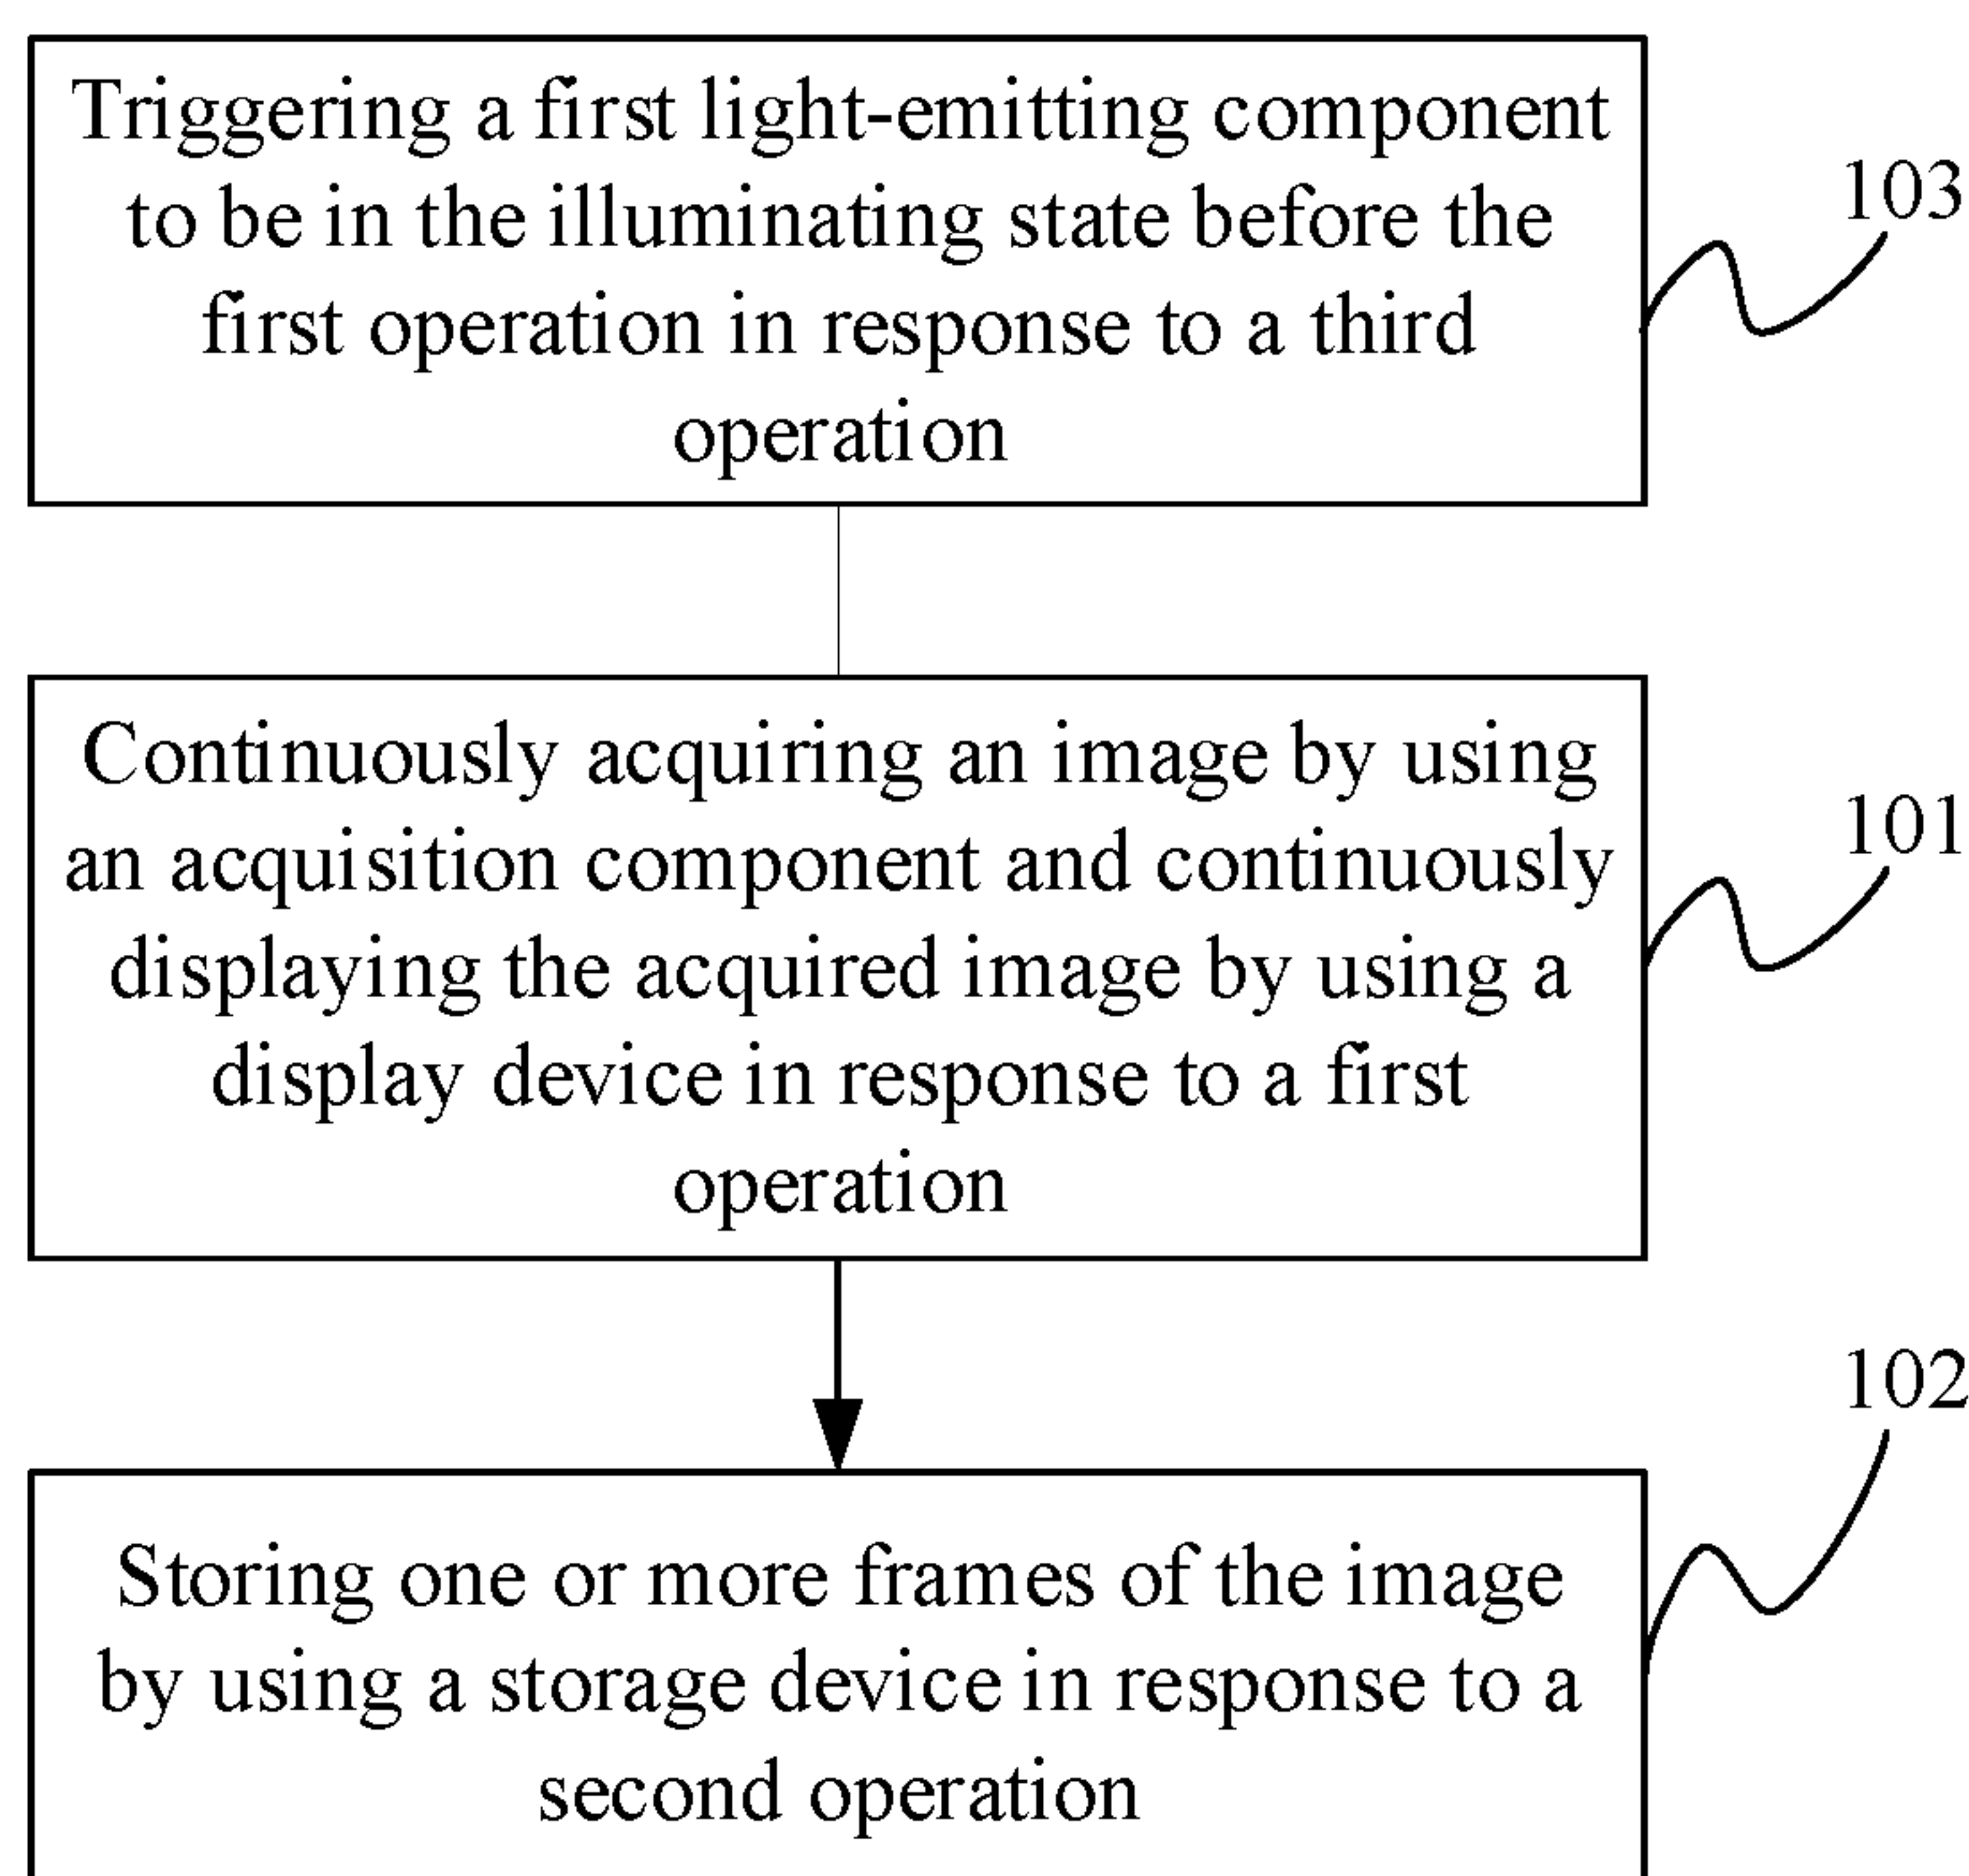 Triggering a first light-emitting component
to be in the illuminating state before the
first operation in response to a third
operation
103
Continuously acquiring an image by using
an acquisition component and continuously
displaying the acquired image by using a
display device in response to a first
operation
101
Storing one or more frames of the image
by using a storage device in response to a
second operation
102